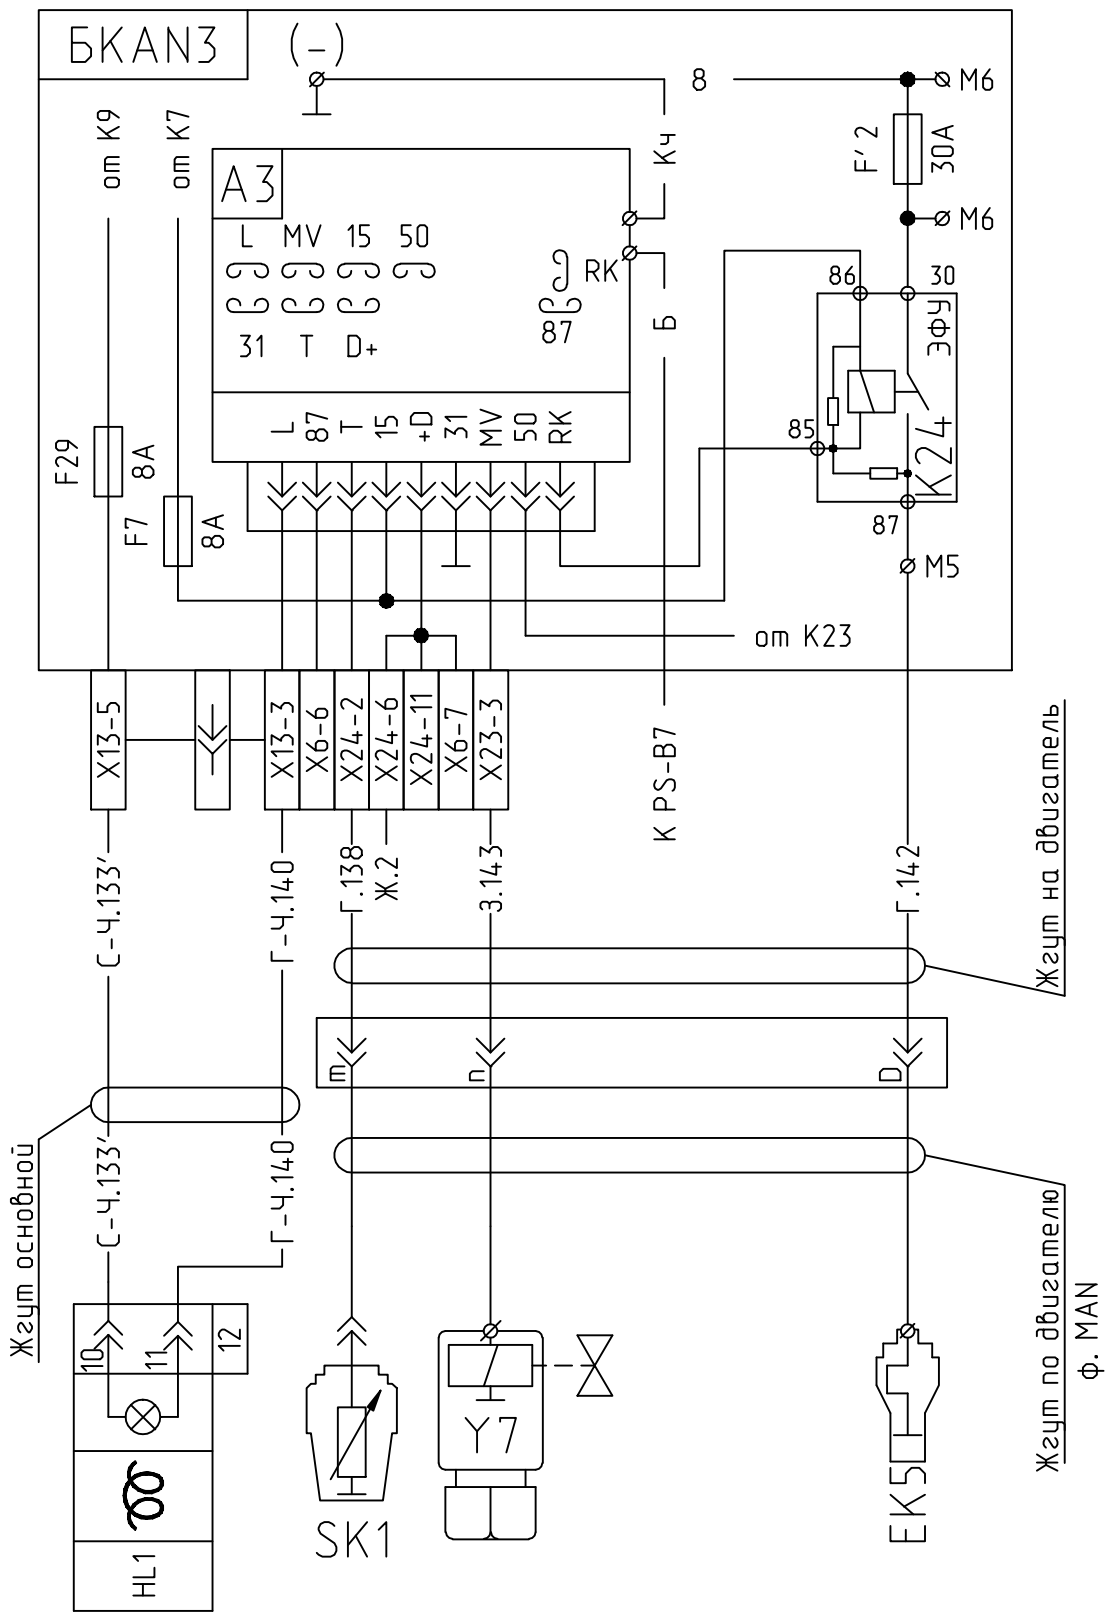 БКАN3
(-)
8
М6
от К9
от К7
Кч
F'2
30А
М6
А3
L MV 15 50
RK
31 T D+
87
Б
86
30
ЭФУ
К24
85
87
М5
F29
8А
F7
8А
L
87
T
15
+D
31
MV
50
RK
от К23
Х13-5
Х13-3
Х6-6
Х24-2
Х24-6
Х24-11
Х6-7
Х23-3
К PS-B7
С-Ч.133'
Г-Ч.140
Г.138
Ж.2
З.143
Г.142
Жгут на двигатель
m
n
D
Жгут основной
С-Ч.133'
Г-Ч.140
Жгут по двигателю
ф. MAN
10
11
12
HL1
SK1
Y7
EK5